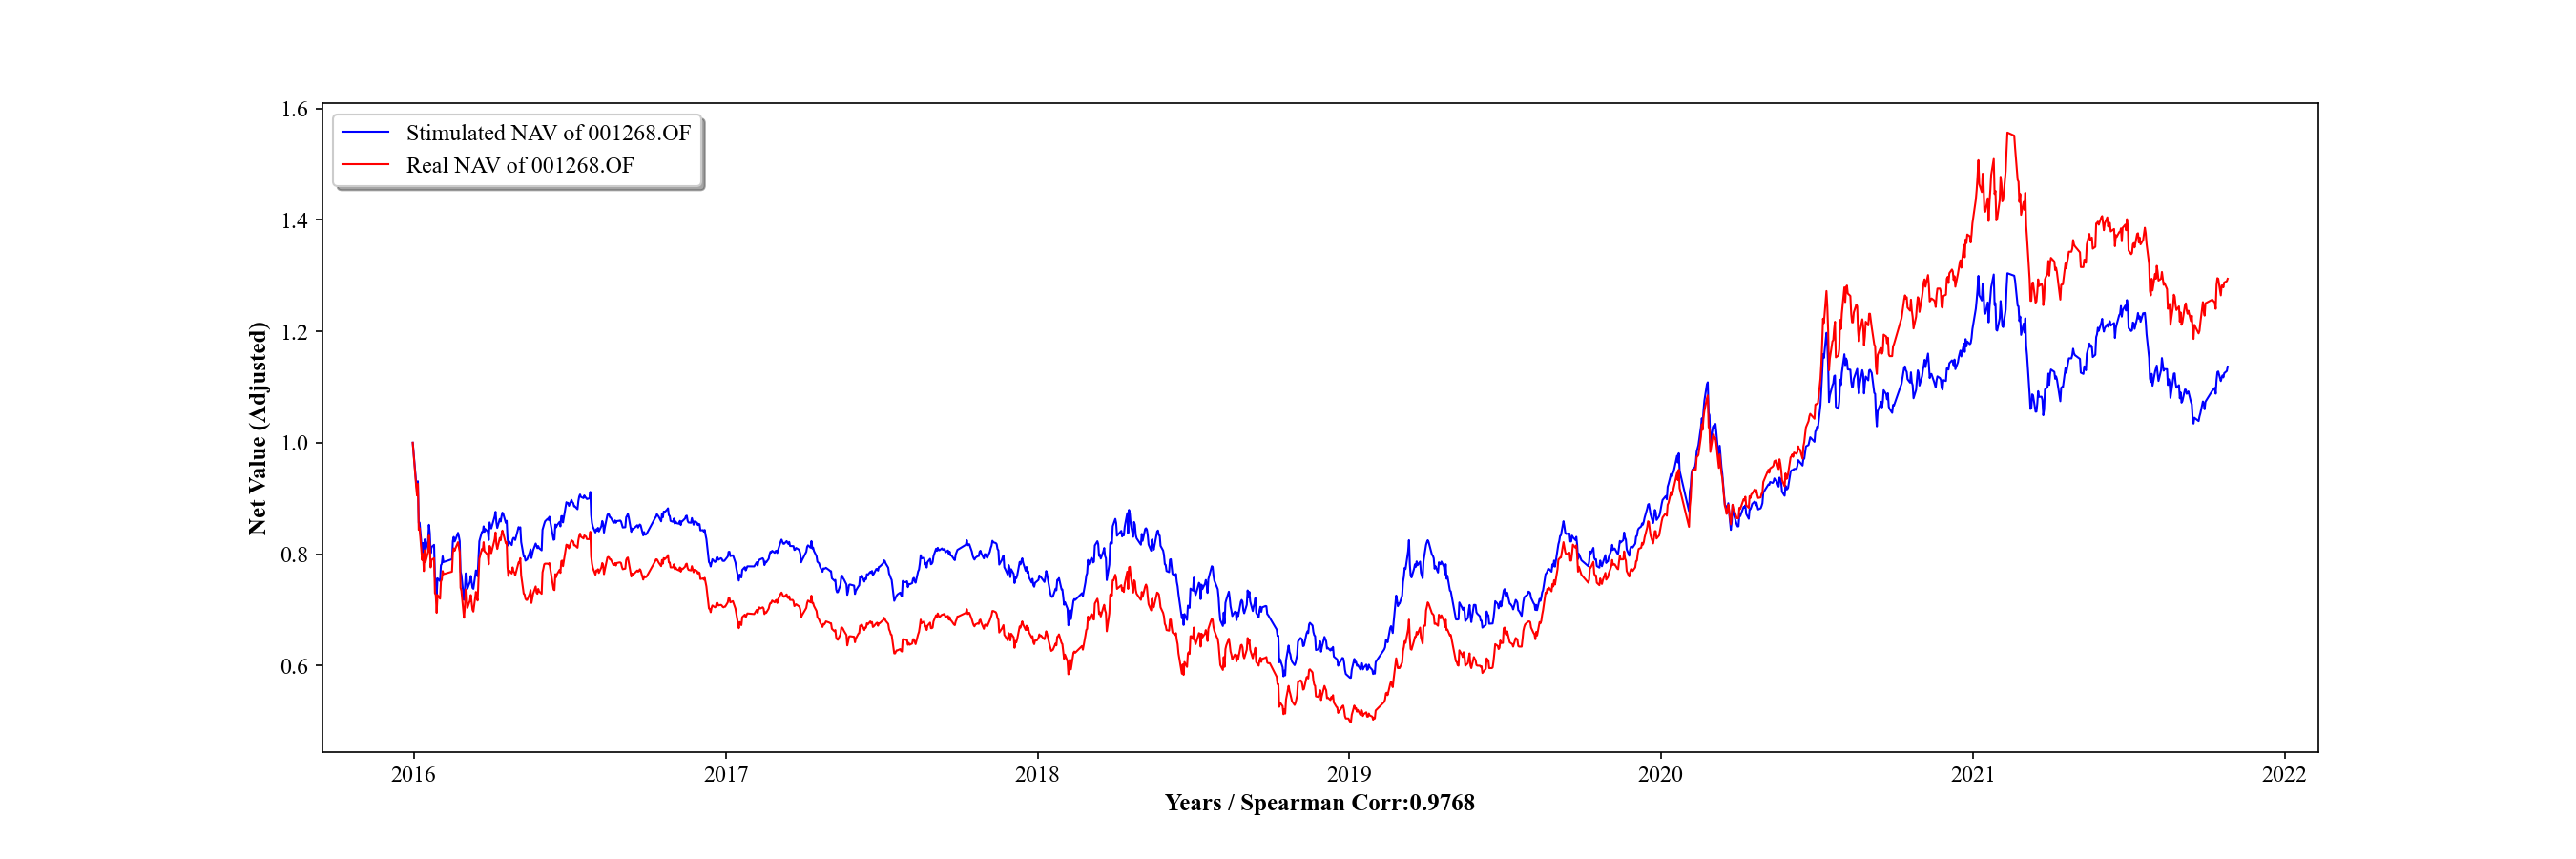 1.6
1.4
1.2
1.0
0.8
0.6
Net Value (Adjusted)
Stimulated NAV of 001268.OF
Real NAV of 001268.OF
2016 2017 2018 2019 2020 2021 2022
Years / Spearman Corr:0.9768